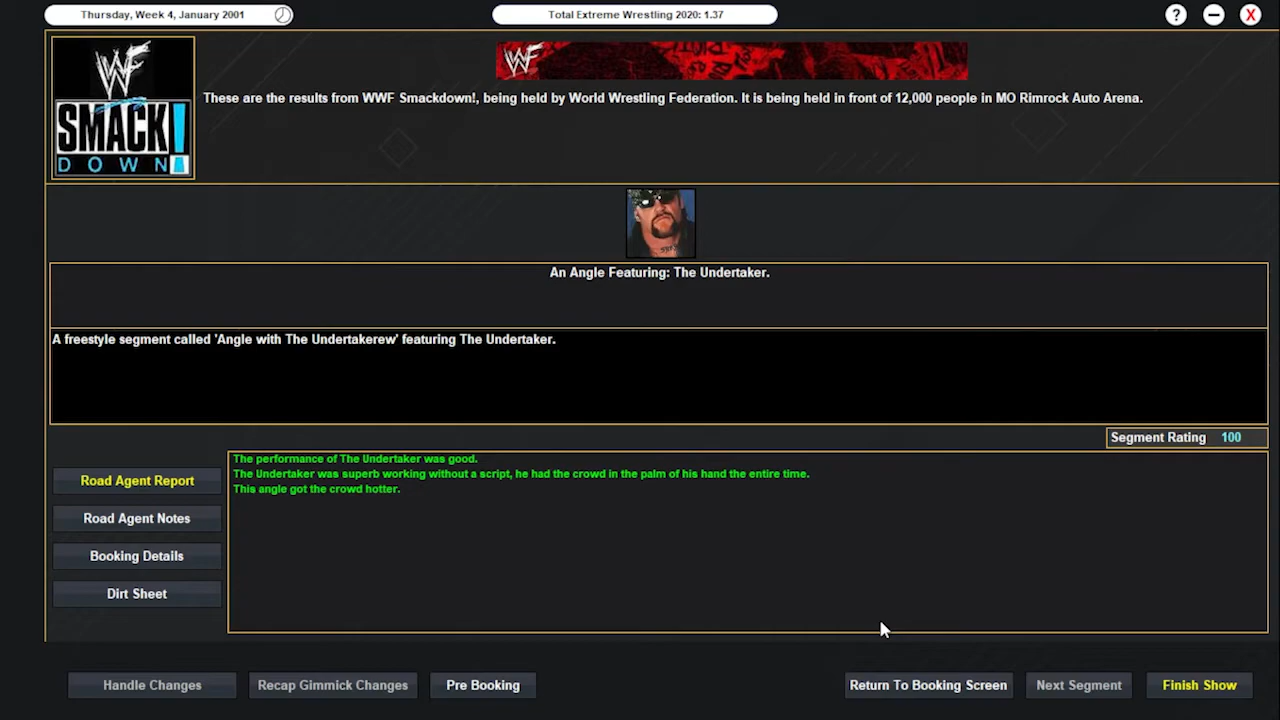 Thursday, Week 4, January 2001
Total Extreme Wrestling 2020: 1.37
?
X
WF
SMACK
DOWN!
WF
These are the results from WWF Smackdown!, being held by World Wrestling Federation. It is being held in front of 12,000 people in MO Rimrock Auto Arena.
An Angle Featuring: The Undertaker.
A freestyle segment called 'Angle with The Undertakerew' featuring The Undertaker.
Segment Rating 100
The performance of The Undertaker was good.
The Undertaker was superb working without a script, he had the crowd in the palm of his hand the entire time.
This angle got the crowd hotter.
Road Agent Report
Road Agent Notes
Booking Details
Dirt Sheet
Handle Changes
Recap Gimmick Changes
Pre Booking
Return To Booking Screen
Next Segment
Finish Show